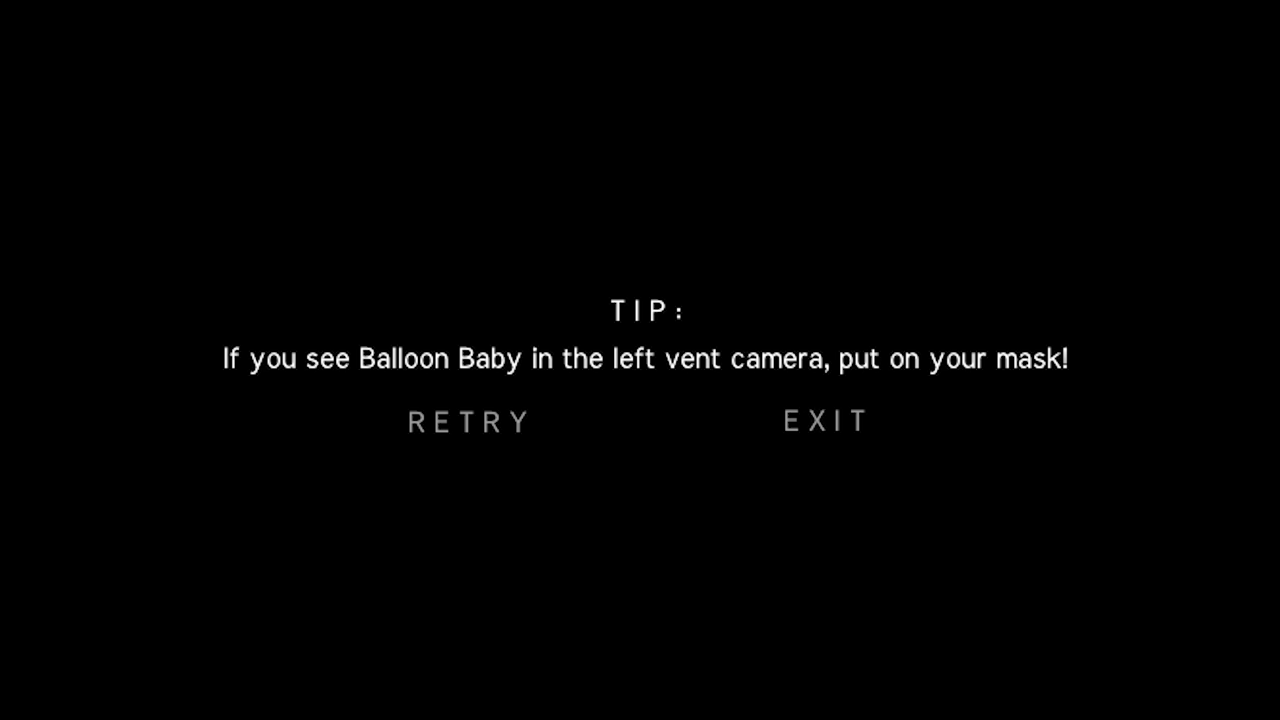 TIP:
If you see Balloon Baby in the left vent camera, put on your mask!
RETRY EXIT